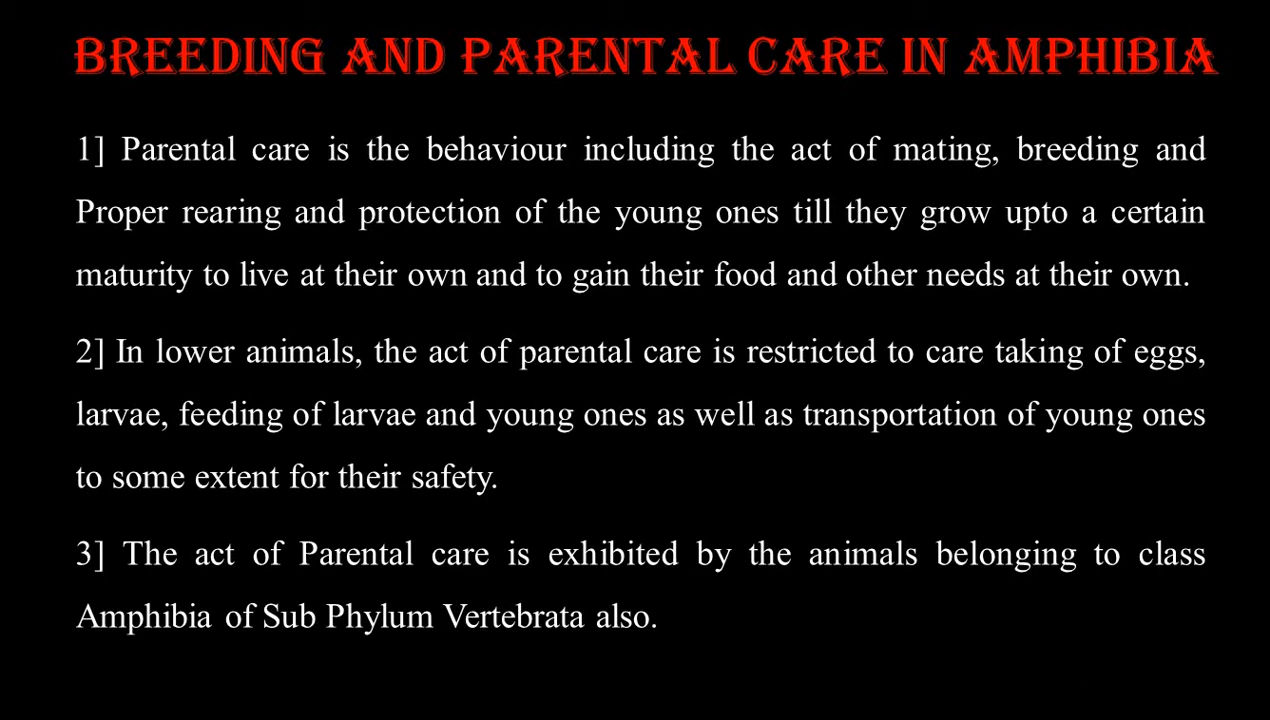 BREEDING AND PARENTAL CARE IN AMPHIBIA
1] Parental care is the behaviour including the act of mating, breeding and
Proper rearing and protection of the young ones till they grow upto a certain
maturity to live at their own and to gain their food and other needs at their own.
2] In lower animals, the act of parental care is restricted to care taking of eggs,
larvae, feeding of larvae and young ones as well as transportation of young ones
to some extent for their safety.
3] The act of Parental care is exhibited by the animals belonging to class
Amphibia of Sub Phylum Vertebrata also.